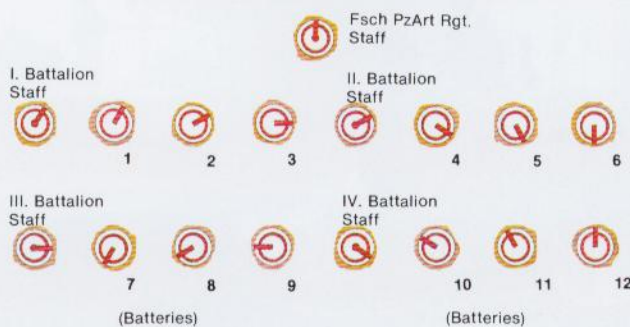 Fsch PzArt Rgt.
Staff
I. Battalion
Staff
II. Battalion
Staff
1 2 3 4 5 6
III. Battalion
Staff
IV. Battalion
Staff
7 8 9 10 11 12
(Batteries) (Batteries)